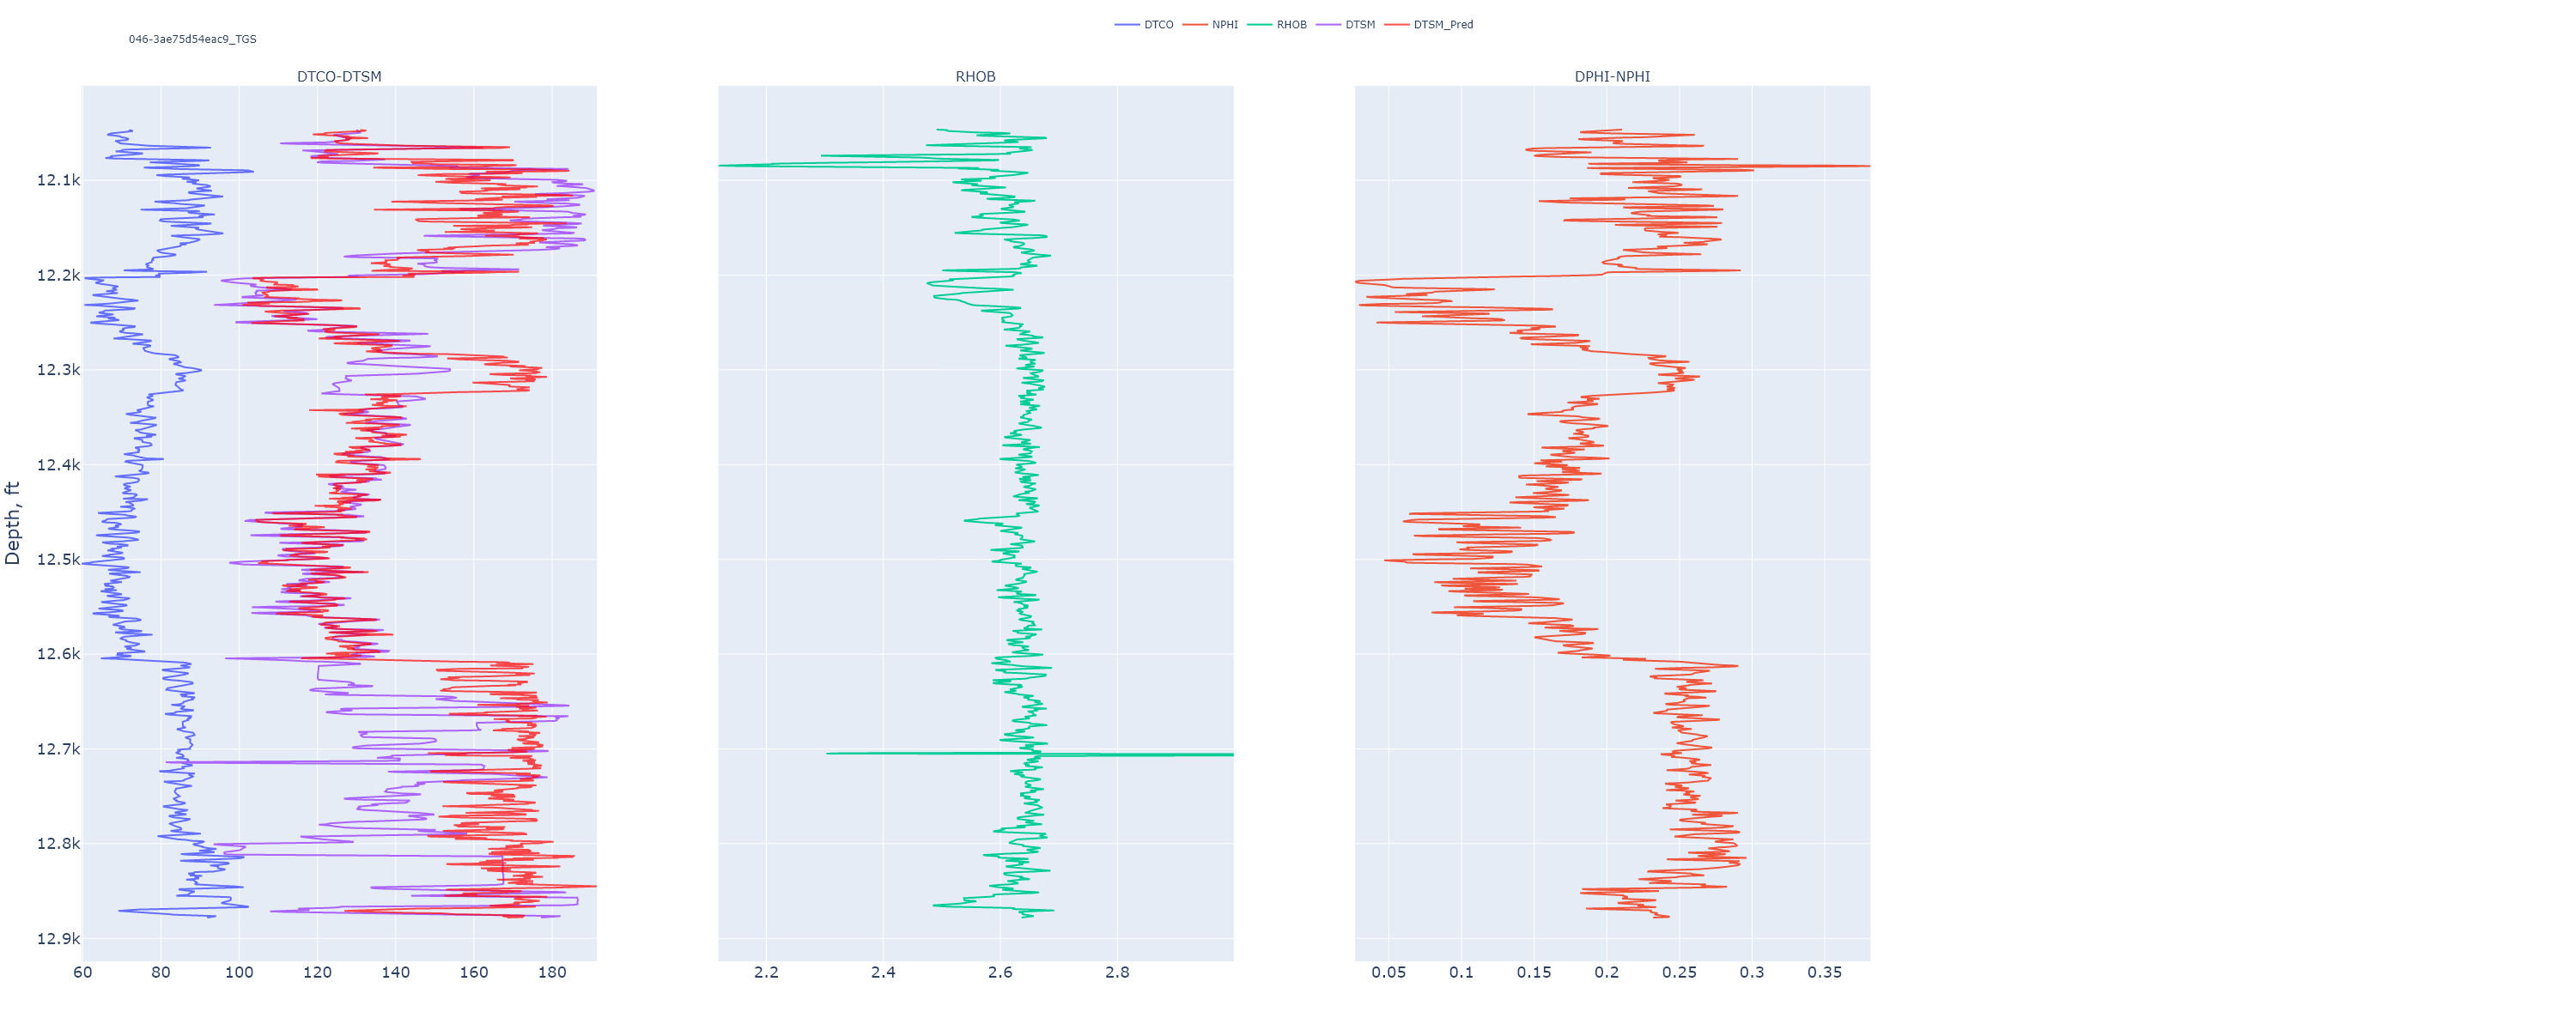 DTCO NPHI RHOB DTSM DTSM_Pred
046-3ae75d54eac9_TGS
DTCO-DTSM RHOB DPHI-NPHI
Depth, ft
12.1k
12.2k
12.3k
12.4k
12.5k
12.6k
12.7k
12.8k
12.9k
60 80 100 120 140 160 180 2.2 2.4 2.6 2.8 0.05 0.1 0.15 0.2 0.25 0.3 0.35